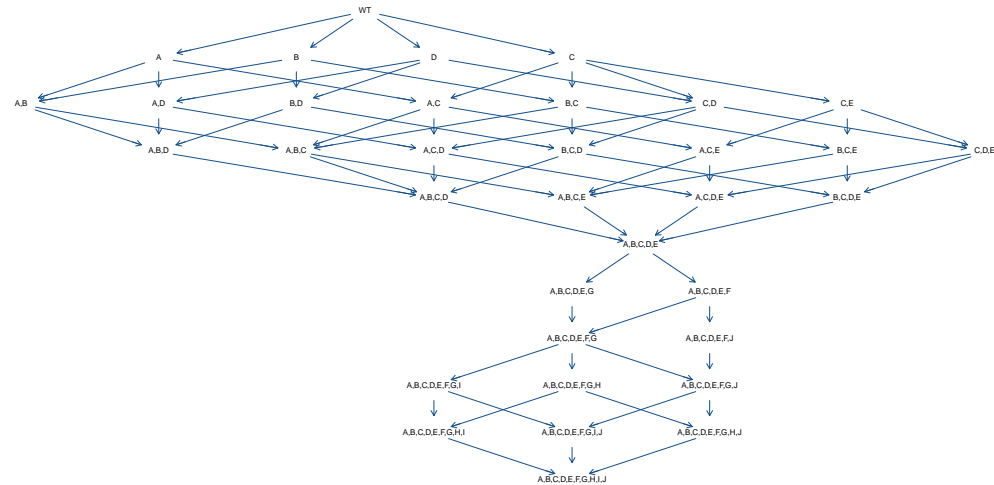 WT
A
B
D
C
A,B
A,D
B,D
A,C
B,C
C,D
C,E
A,B,D
A,B,C
A,C,D
B,C,D
A,C,E
B,C,E
C,D,E
A,B,C,D
A,B,C,E
A,C,D,E
B,C,D,E
A,B,C,D,E
A,B,C,D,E,G
A,B,C,D,E,F
A,B,C,D,E,F,G
A,B,C,D,E,F,J
A,B,C,D,E,F,G,I
A,B,C,D,E,F,G,H
A,B,C,D,E,F,G,J
A,B,C,D,E,F,G,H,I
A,B,C,D,E,F,G,I,J
A,B,C,D,E,F,G,H,J
A,B,C,D,E,F,G,H,I,J